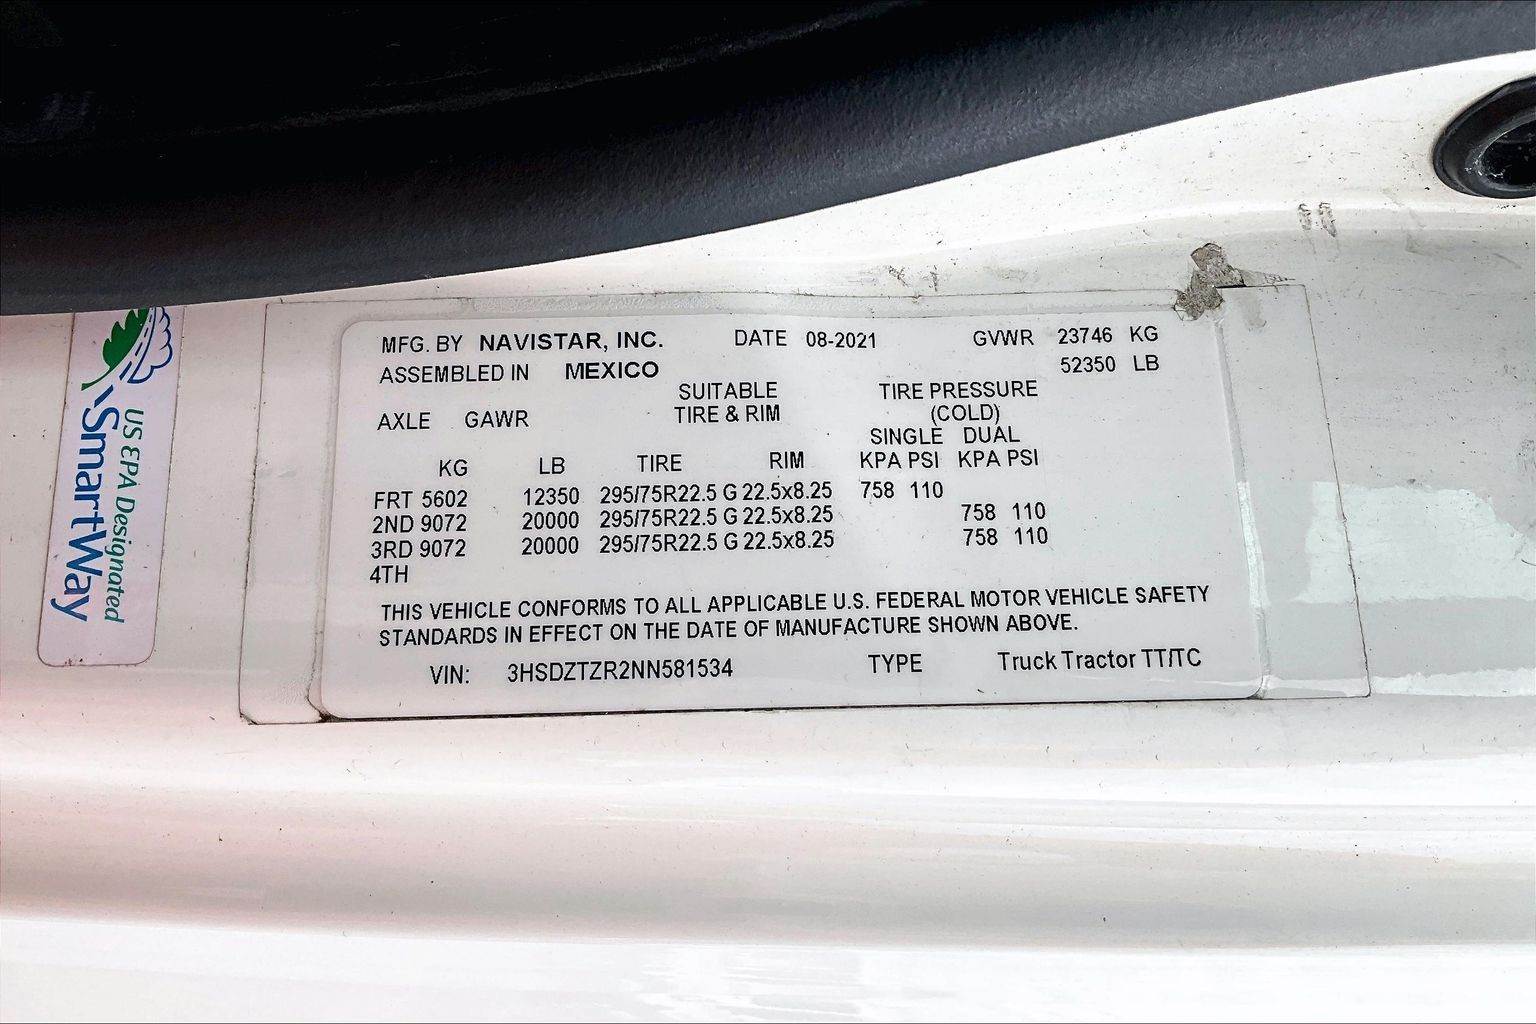 MFG. BY NAVISTAR, INC. DATE 08-2021 GVWR 23746 KG
ASSEMBLED IN MEXICO 52350 LB
SUITABLE TIRE PRESSURE
AXLE GAWR TIRE & RIM (COLD)
SINGLE DUAL
KG LB TIRE RIM KPA PSI KPA PSI
FRT 5602 12350 295/75R22.5 G 22.5x8.25 758 110
2ND 9072 20000 295/75R22.5 G 22.5x8.25 758 110
3RD 9072 20000 295/75R22.5 G 22.5x8.25 758 110
4TH
THIS VEHICLE CONFORMS TO ALL APPLICABLE U.S. FEDERAL MOTOR VEHICLE SAFETY
STANDARDS IN EFFECT ON THE DATE OF MANUFACTURE SHOWN ABOVE.
VIN: 3HSDZTZR2NN581534 TYPE Truck Tractor TT/TC
US EPA Designated
SmartWay